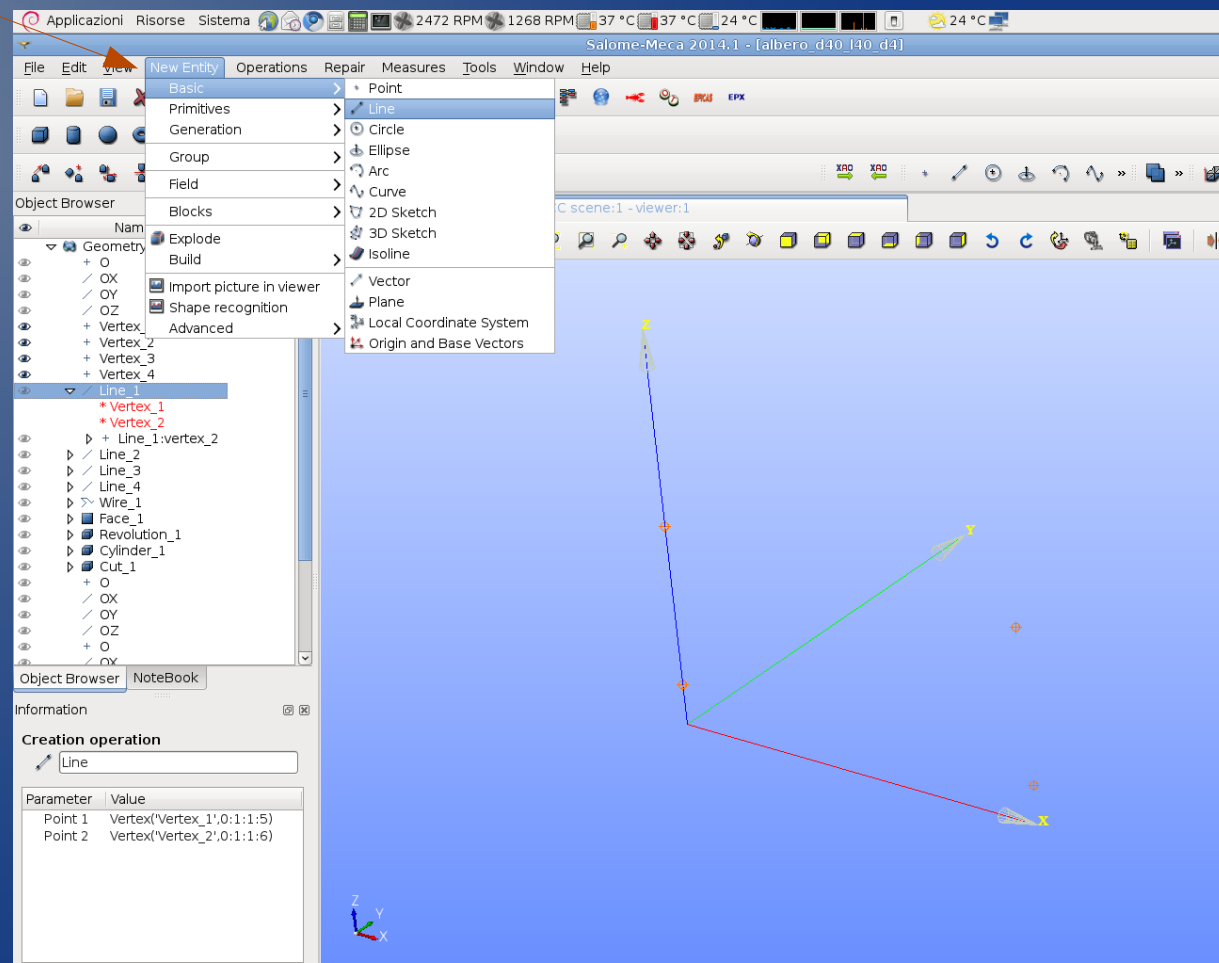 Applicazioni Risorse Sistema 2472 RPM 1268 RPM 37 °C 37 °C 24 °C 24 °C
Salome-Meca 2014.1 - [albero_d40_l40_d4]
File Edit View New Entity Operations Repair Measures Tools Window Help
Basic
Primitives
Generation
Group
Field
Blocks
Explode
Build
Import picture in viewer
Shape recognition
Advanced
Point
Line
Circle
Ellipse
Arc
Curve
2D Sketch
3D Sketch
Isoline
Vector
Plane
Local Coordinate System
Origin and Base Vectors
EPX
XAO XAO
Object Browser
C scene:1 - viewer:1
Nam
Geometry
O
OX
OY
OZ
Vertex_
Vertex_2
Vertex_3
Vertex_4
Line_1
* Vertex_1
* Vertex_2
Line_1:vertex_2
Line_2
Line_3
Line_4
Wire_1
Face_1
Revolution_1
Cylinder_1
Cut_1
O
OX
OY
OZ
O
OX
Object Browser NoteBook
Information
Creation operation
Line
Parameter Value
Point 1 Vertex('Vertex_1',0:1:1:5)
Point 2 Vertex('Vertex_2',0:1:1:6)
Z
Y
X
Z
Y
X